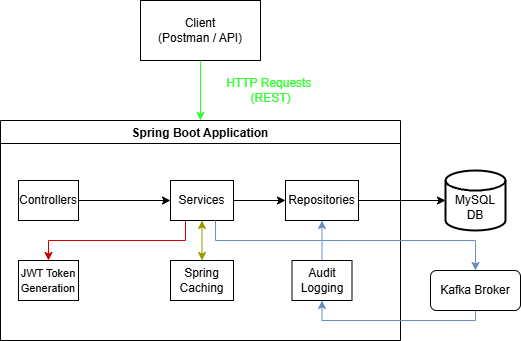 Client
(Postman / API)
HTTP Requests
(REST)
Spring Boot Application
Controllers
Services
Repositories
MySQL
DB
JWT Token
Generation
Spring
Caching
Audit
Logging
Kafka Broker